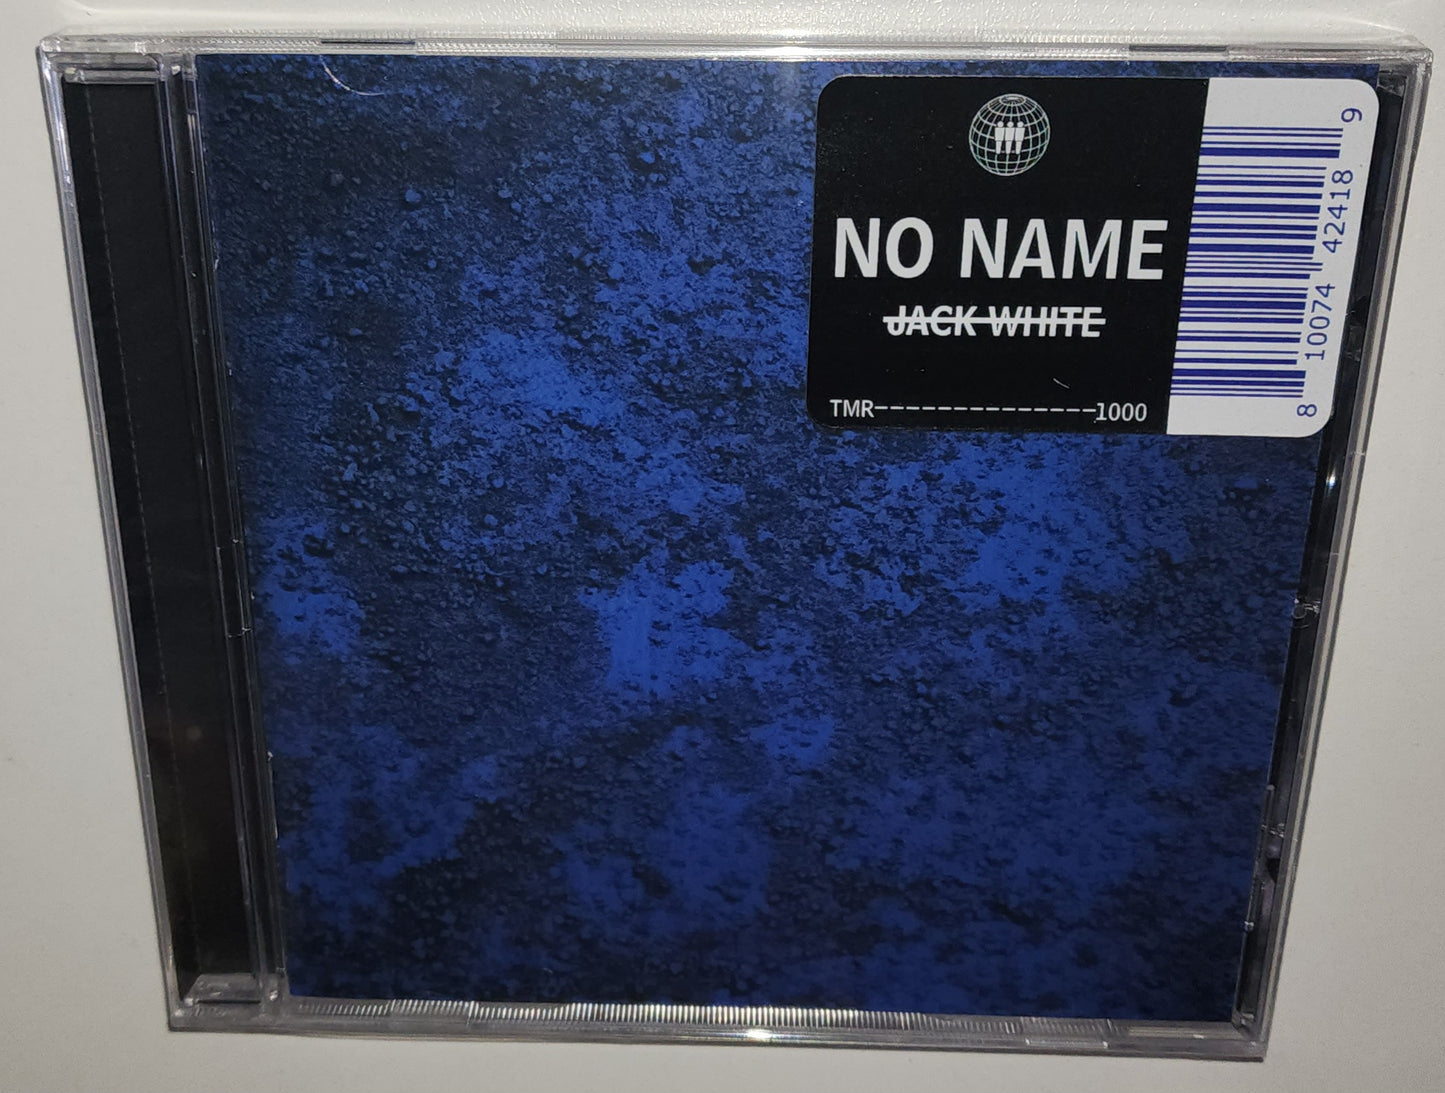 NO NAME
JACK WHITE
TMR--------------1000
8 10074 42418 9